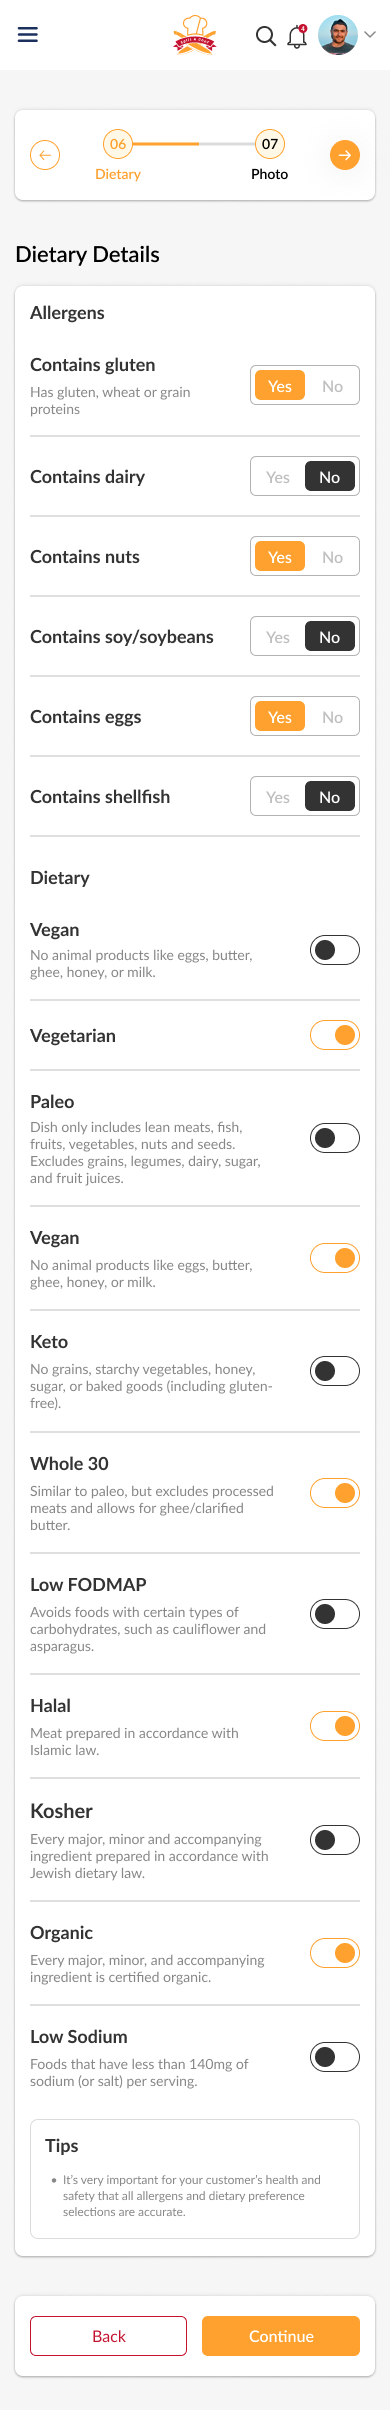 06
07
Dietary
Photo
Dietary Details
Allergens
Contains gluten
Has gluten, wheat or grain
proteins
Yes No
Contains dairy
Yes No
Contains nuts
Yes No
Contains soy/soybeans
Yes No
Contains eggs
Yes No
Contains shellfish
Yes No
Dietary
Vegan
No animal products like eggs, butter,
ghee, honey, or milk.
Vegetarian
Paleo
Dish only includes lean meats, fish,
fruits, vegetables, nuts and seeds.
Excludes grains, legumes, dairy, sugar,
and fruit juices.
Vegan
No animal products like eggs, butter,
ghee, honey, or milk.
Keto
No grains, starchy vegetables, honey,
sugar, or baked goods (including gluten-
free).
Whole 30
Similar to paleo, but excludes processed
meats and allows for ghee/clarified
butter.
Low FODMAP
Avoids foods with certain types of
carbohydrates, such as cauliflower and
asparagus.
Halal
Meat prepared in accordance with
Islamic law.
Kosher
Every major, minor and accompanying
ingredient prepared in accordance with
Jewish dietary law.
Organic
Every major, minor, and accompanying
ingredient is certified organic.
Low Sodium
Foods that have less than 140mg of
sodium (or salt) per serving.
Tips
• It's very important for your customer's health and
safety that all allergens and dietary preference
selections are accurate.
Back
Continue